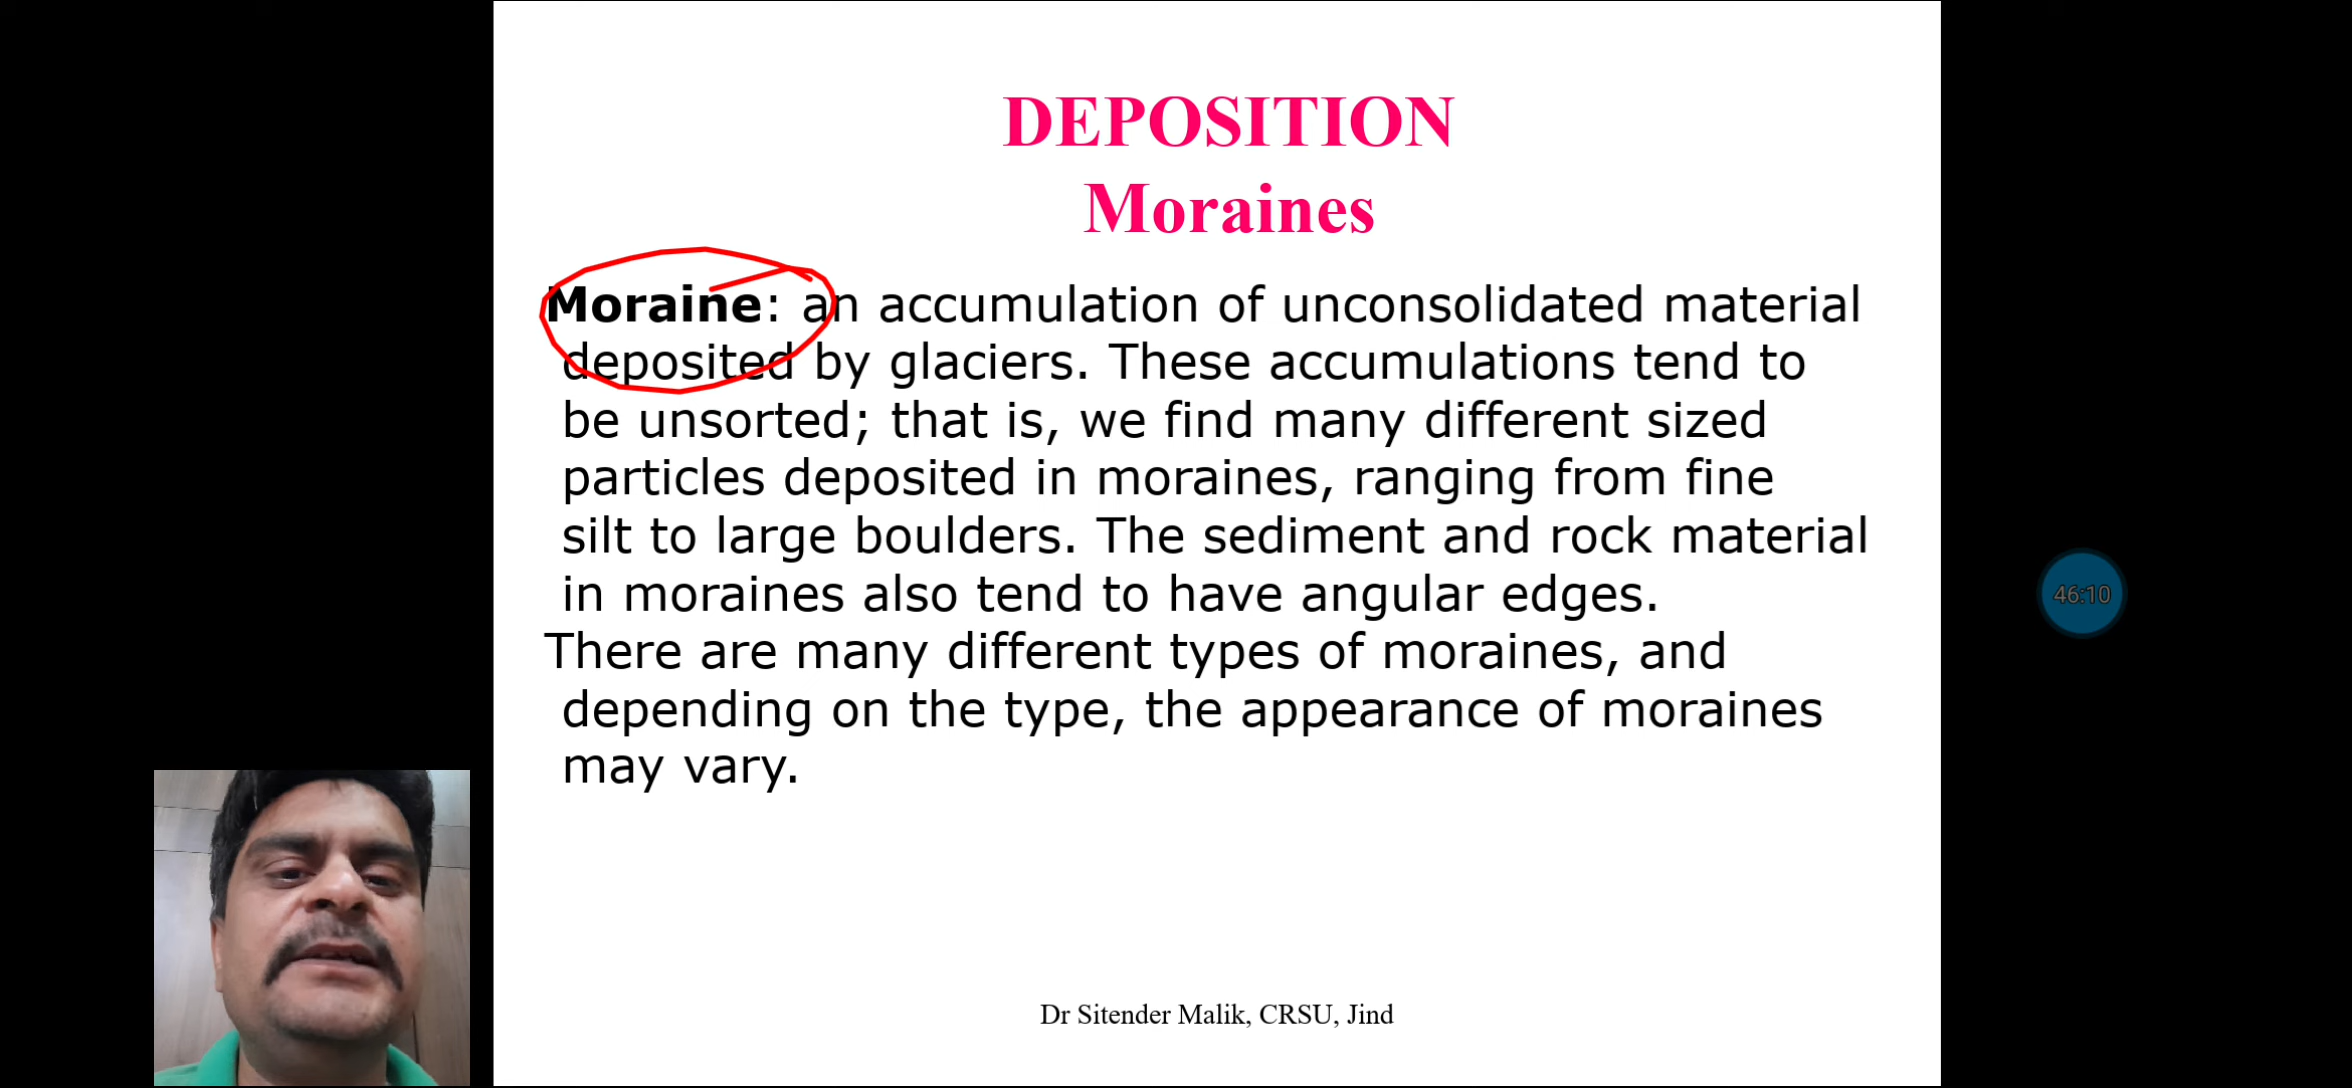 DEPOSITION
Moraines
Moraine: an accumulation of unconsolidated material
deposited by glaciers. These accumulations tend to
be unsorted; that is, we find many different sized
particles deposited in moraines, ranging from fine
silt to large boulders. The sediment and rock material
in moraines also tend to have angular edges.
There are many different types of moraines, and
depending on the type, the appearance of moraines
may vary.
46:10
Dr Sitender Malik, CRSU, Jind